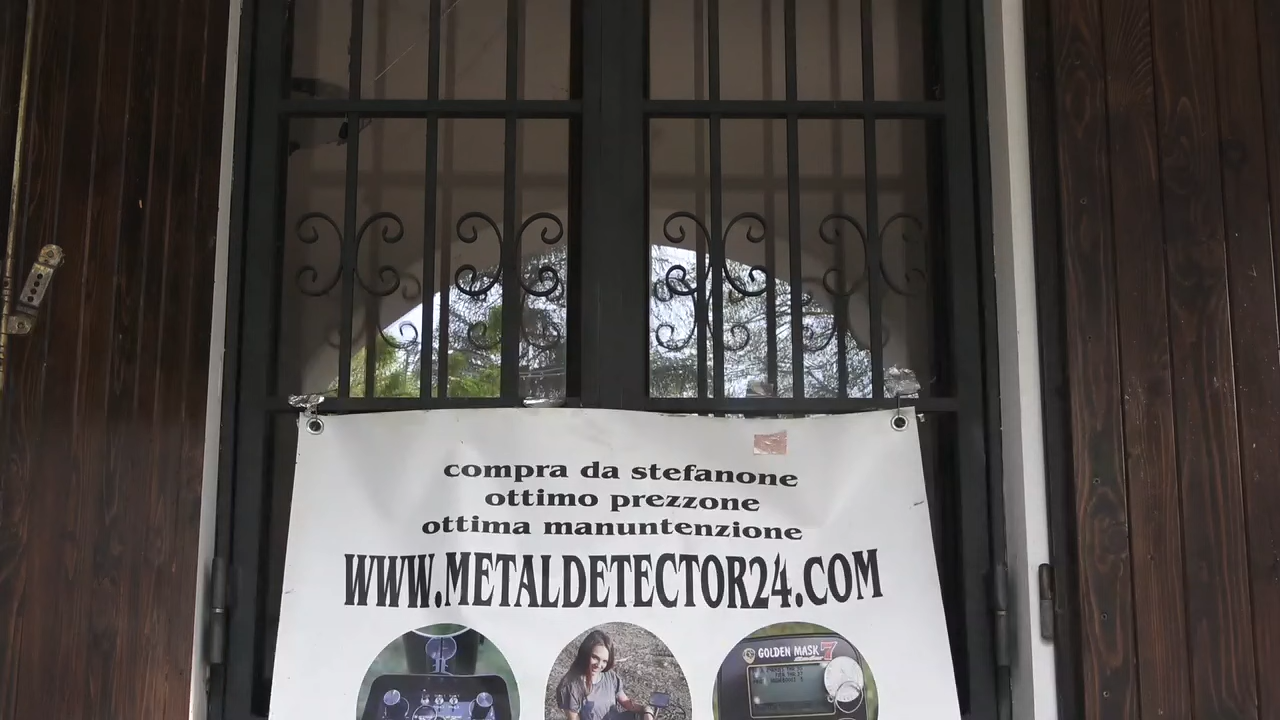 compra da stefanone
ottimo prezzone
ottima manuntenzione
WWW.METALDETECTOR24.COM
GOLDEN MASK 7